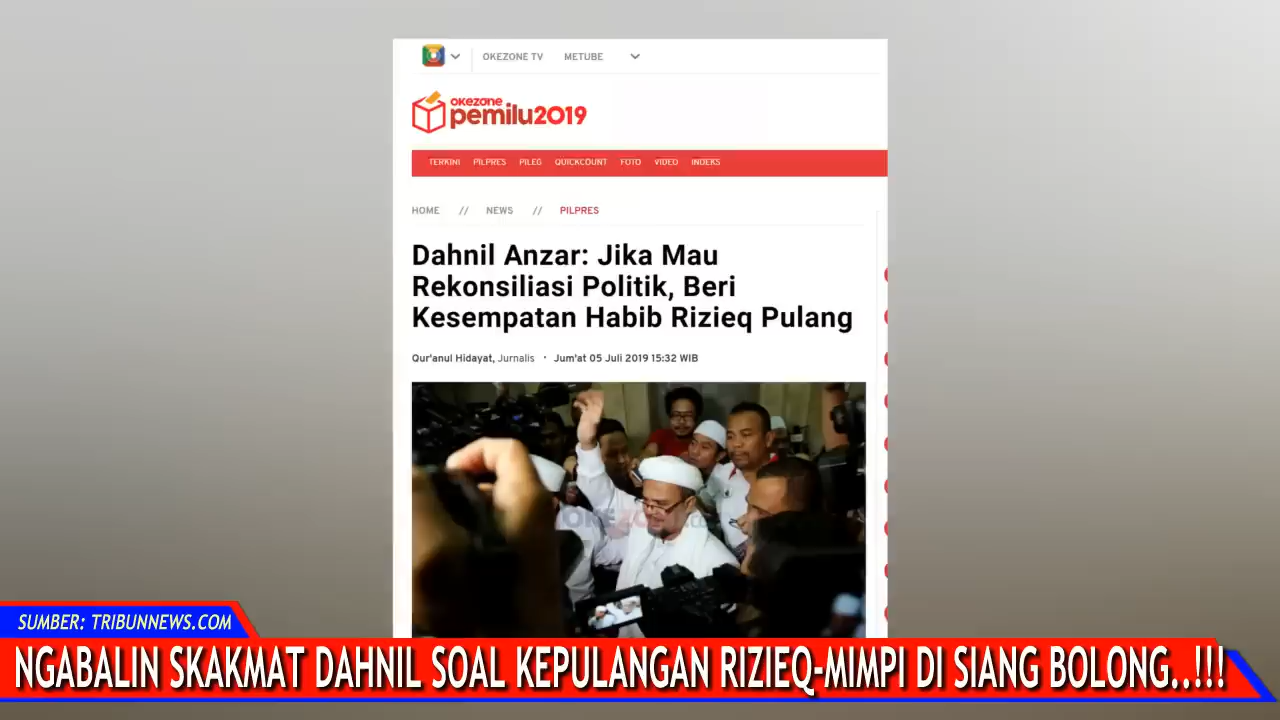 OKEZONE TV METUBE
okezone
pemilu2019
TERKINI PILPRES PILEG QUICKCOUNT FOTO VIDEO INDEKS
HOME // NEWS // PILPRES
Dahnil Anzar: Jika Mau
Rekonsiliasi Politik, Beri
Kesempatan Habib Rizieq Pulang
Qur'anul Hidayat, Jurnalis • Jum'at 05 Juli 2019 15:32 WIB
OKEZONE.com
SUMBER: TRIBUNNEWS.COM
NGABALIN SKAKMAT DAHNIL SOAL KEPULANGAN RIZIEQ-MIMPI DI SIANG BOLONG..!!!